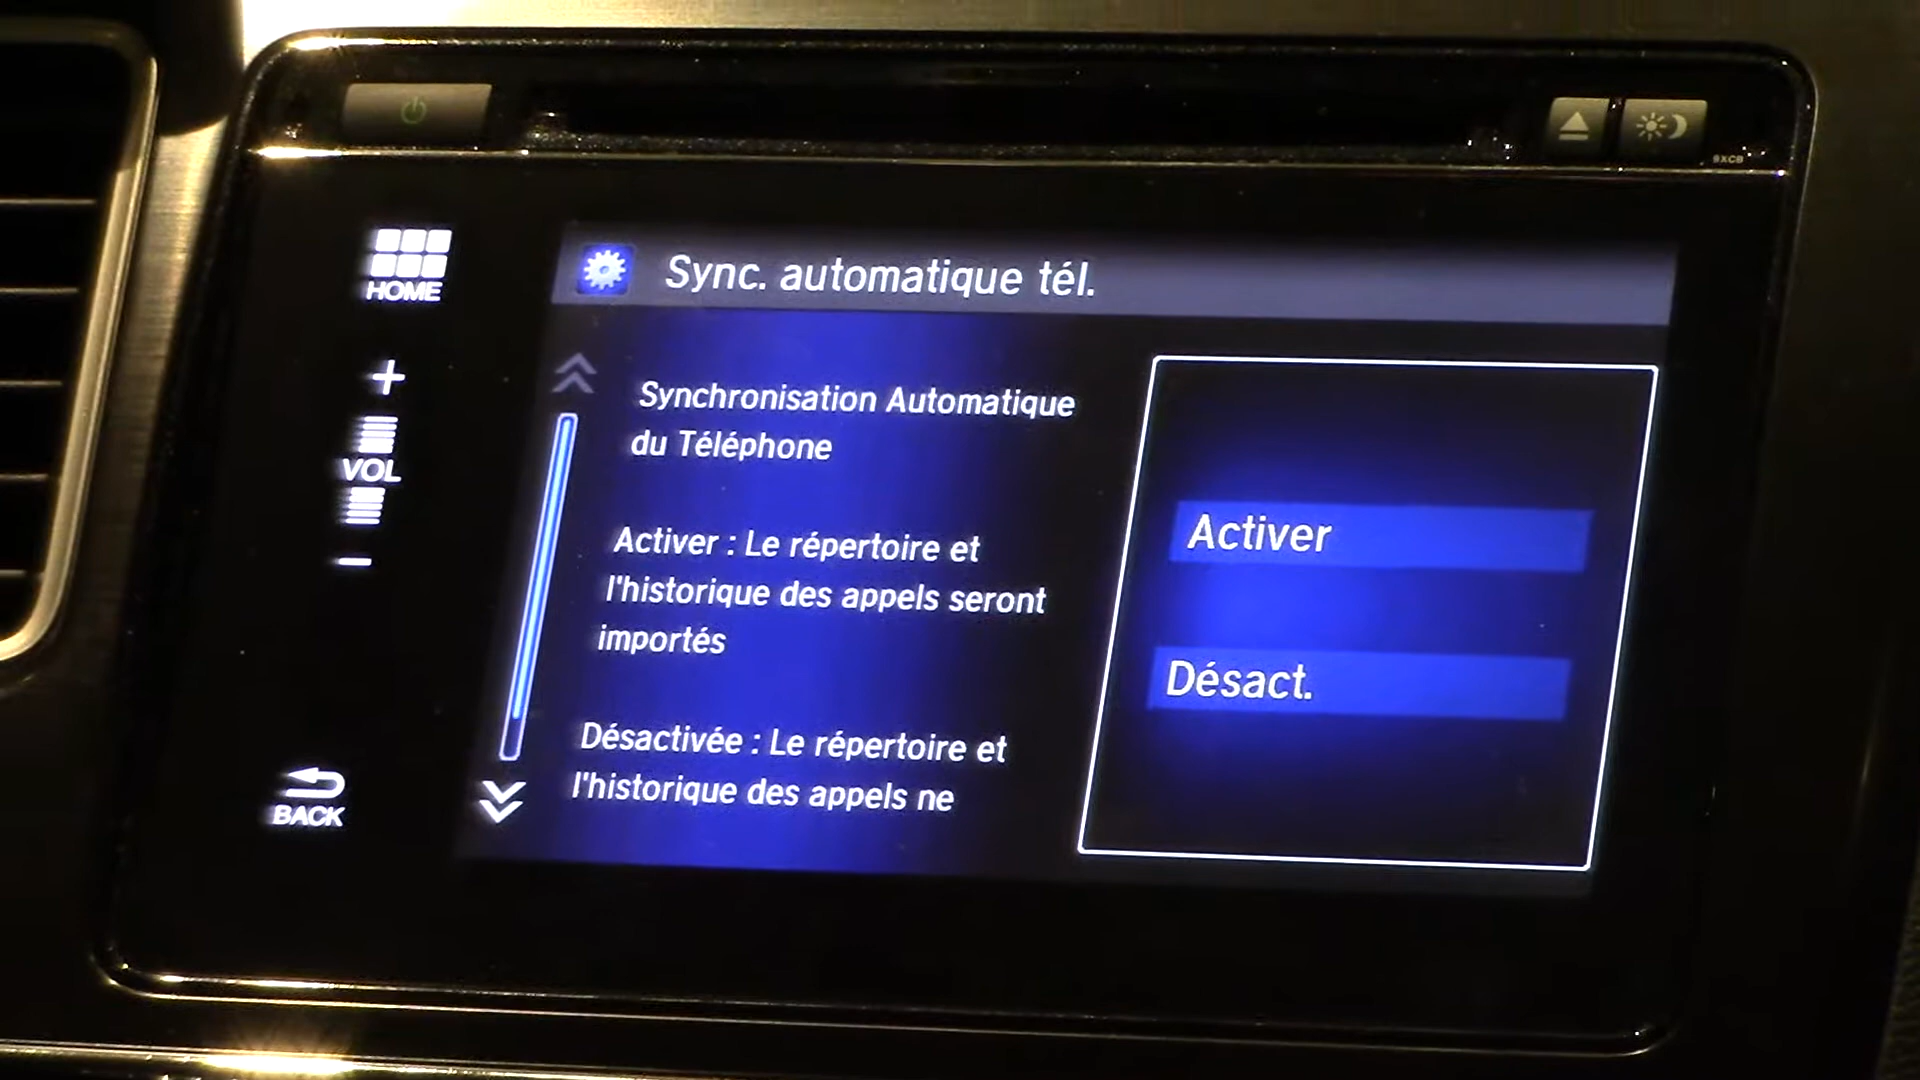 9XC8
HOME
Sync. automatique tél.
+
VOL
−
Synchronisation Automatique
du Téléphone
Activer : Le répertoire et
l'historique des appels seront
importés
Désactivée : Le répertoire et
l'historique des appels ne
Activer
Désact.
BACK